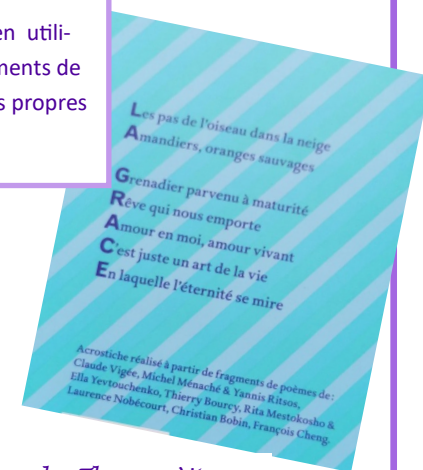 en utili-
ments de
s propres
Les pas de l'oiseau dans la neige
Amandiers, oranges sauvages
Grenadier parvenu à maturité
Rêve qui nous emporte
Amour en moi, amour vivant
C'est juste un art de la vie
En laquelle l'éternité se mire
Acrostiche réalisé à partir de fragments de poèmes de :
Claude Vigée, Michel Ménaché & Yannis Ritsos,
Ella Yevtouchenko, Thierry Bourcy, Rita Mestokosho &
Laurence Nobécourt, Christian Bobin, François Cheng.